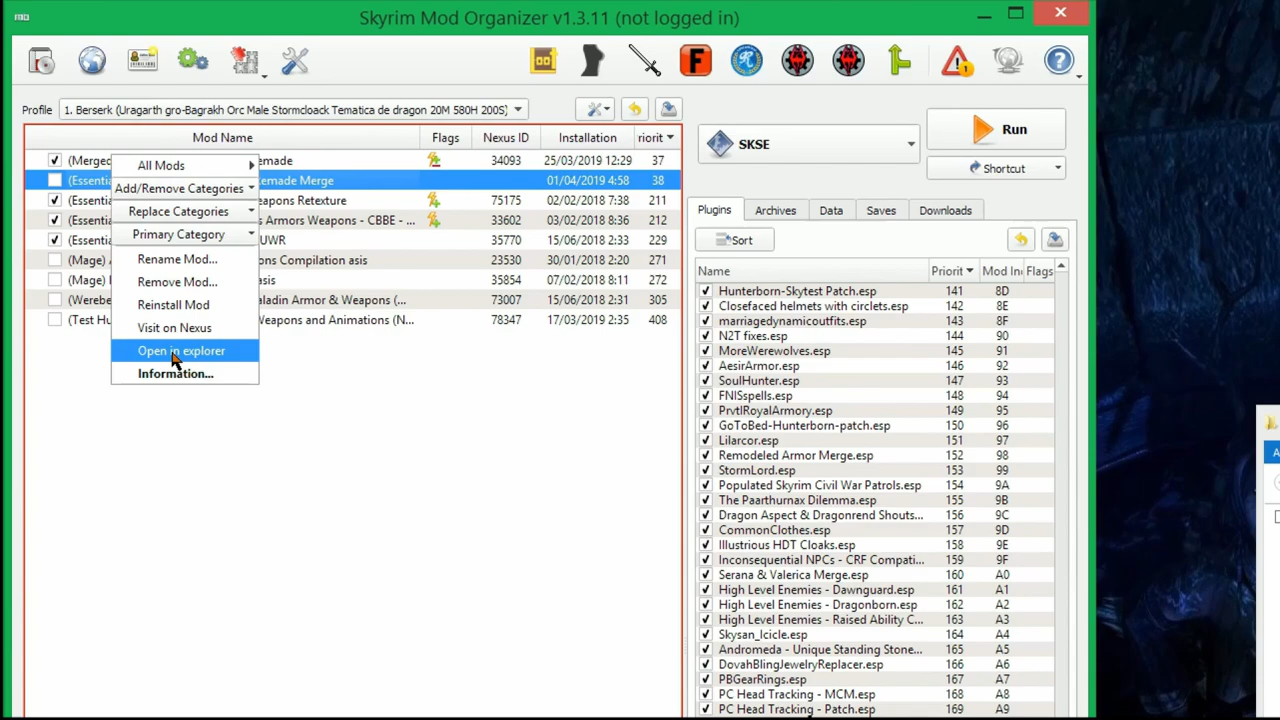 Skyrim Mod Organizer v1.3.11 (not logged in)
Profile 1. Berserk (Uragarth gro-Bagrakh Orc Male Stormcloack Tematica de dragon 20M 580H 200S)
Mod Name Flags Nexus ID Installation riorit
(Merged emade 34093 25/03/2019 12:29 37
(Essenti emade Merge 01/04/2019 4:58 38
(Essenti eapons Retexture 75175 02/02/2018 7:38 211
(Essenti s Armors Weapons - CBBE - ... 33602 03/02/2018 8:36 212
(Essenti UWR 35770 15/06/2018 2:33 229
(Mage) ons Compilation asis 23530 30/01/2018 2:20 271
(Mage) asis 35854 07/02/2018 8:11 272
(Werebe aladin Armor & Weapons (... 73007 15/06/2018 2:31 305
(Test Hu Weapons and Animations (N... 78347 17/03/2019 2:35 408
All Mods
Add/Remove Categories
Replace Categories
Primary Category
Rename Mod...
Remove Mod...
Reinstall Mod
Visit on Nexus
Open in explorer
Information...
SKSE
Run
Shortcut
Plugins Archives Data Saves Downloads
Sort
Name Priorit Mod In Flags
Hunterborn-Skytest Patch.esp 141 8D
Closefaced helmets with circlets.esp 142 8E
marriagedynamicoutfits.esp 143 8F
N2T fixes.esp 144 90
MoreWerewolves.esp 145 91
AesirArmor.esp 146 92
SoulHunter.esp 147 93
FNISspells.esp 148 94
PrvtlRoyalArmory.esp 149 95
GoToBed-Hunterborn-patch.esp 150 96
Lilarcor.esp 151 97
Remodeled Armor Merge.esp 152 98
StormLord.esp 153 99
Populated Skyrim Civil War Patrols.esp 154 9A
The Paarthurnax Dilemma.esp 155 9B
Dragon Aspect & Dragonrend Shouts... 156 9C
CommonClothes.esp 157 9D
Illustrious HDT Cloaks.esp 158 9E
Inconsequential NPCs - CRF Compati... 159 9F
Serana & Valerica Merge.esp 160 A0
High Level Enemies - Dawnguard.esp 161 A1
High Level Enemies - Dragonborn.esp 162 A2
High Level Enemies - Raised Ability C... 163 A3
Skysan_Icicle.esp 164 A4
Andromeda - Unique Standing Stone... 165 A5
DovahBlingJewelryReplacer.esp 166 A6
PBGearRings.esp 167 A7
PC Head Tracking - MCM.esp 168 A8
PC Head Tracking - Patch.esp 169 A9